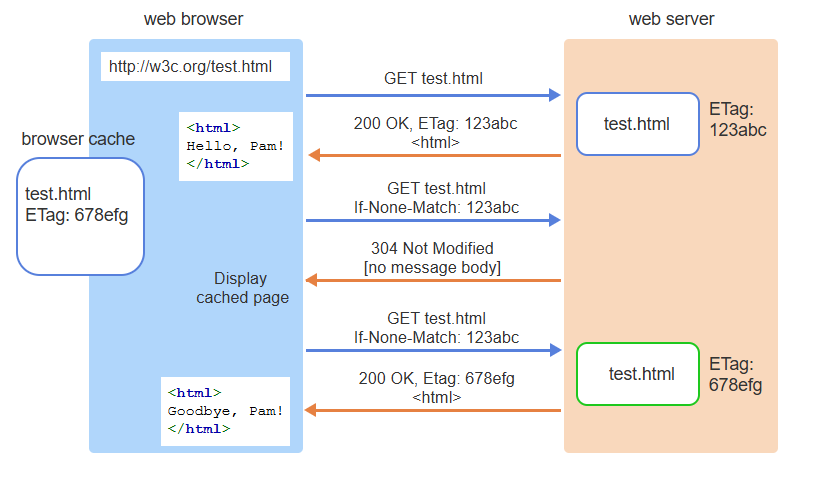 web browser
web server
http://w3c.org/test.html
GET test.html
200 OK, ETag: 123abc
<html>
<html>
Hello, Pam!
</html>
test.html
ETag:
123abc
browser cache
test.html
ETag: 678efg
GET test.html
If-None-Match: 123abc
304 Not Modified
[no message body]
Display
cached page
GET test.html
If-None-Match: 123abc
200 OK, Etag: 678efg
<html>
test.html
ETag:
678efg
<html>
Goodbye, Pam!
</html>